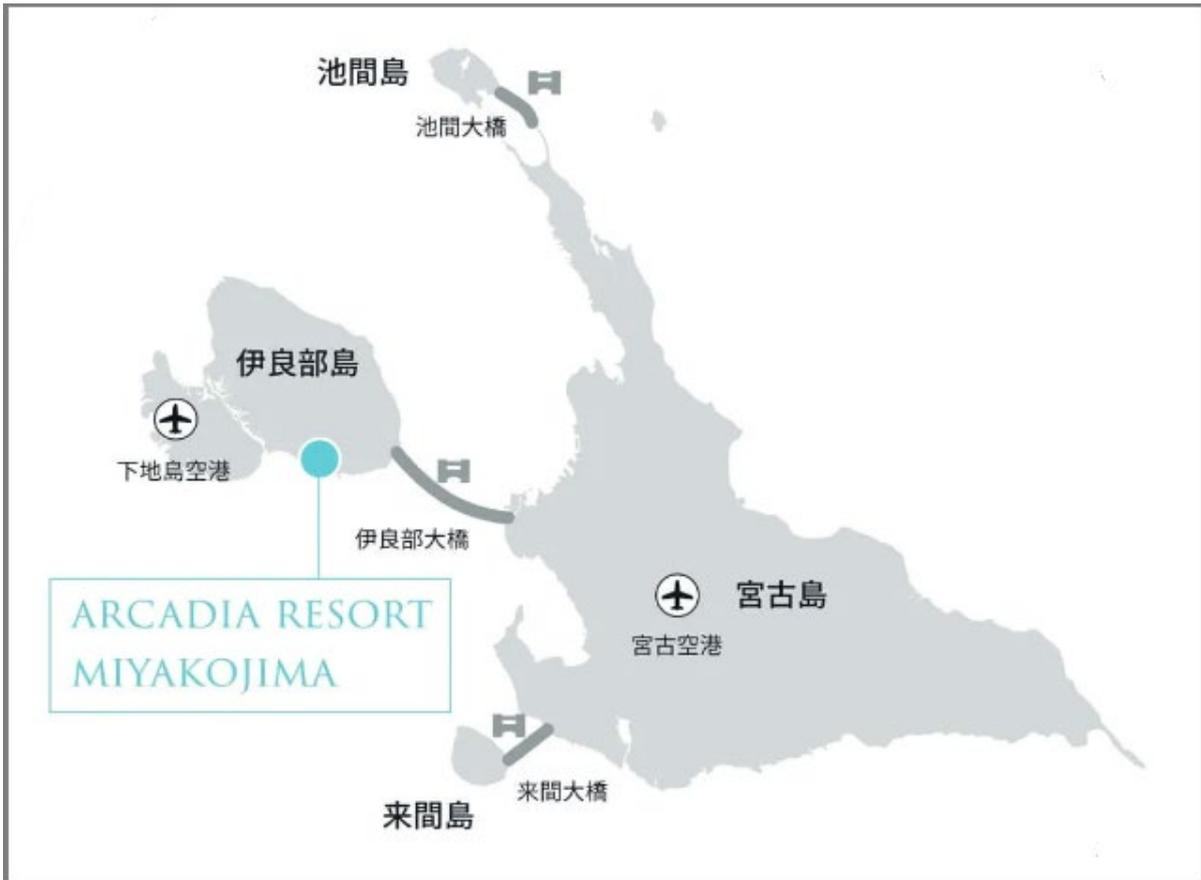 池間島
池間大橋
伊良部島
下地島空港
伊良部大橋
ARCADIA RESORT
MIYAKOJIMA
宮古島
宮古空港
来間大橋
来間島